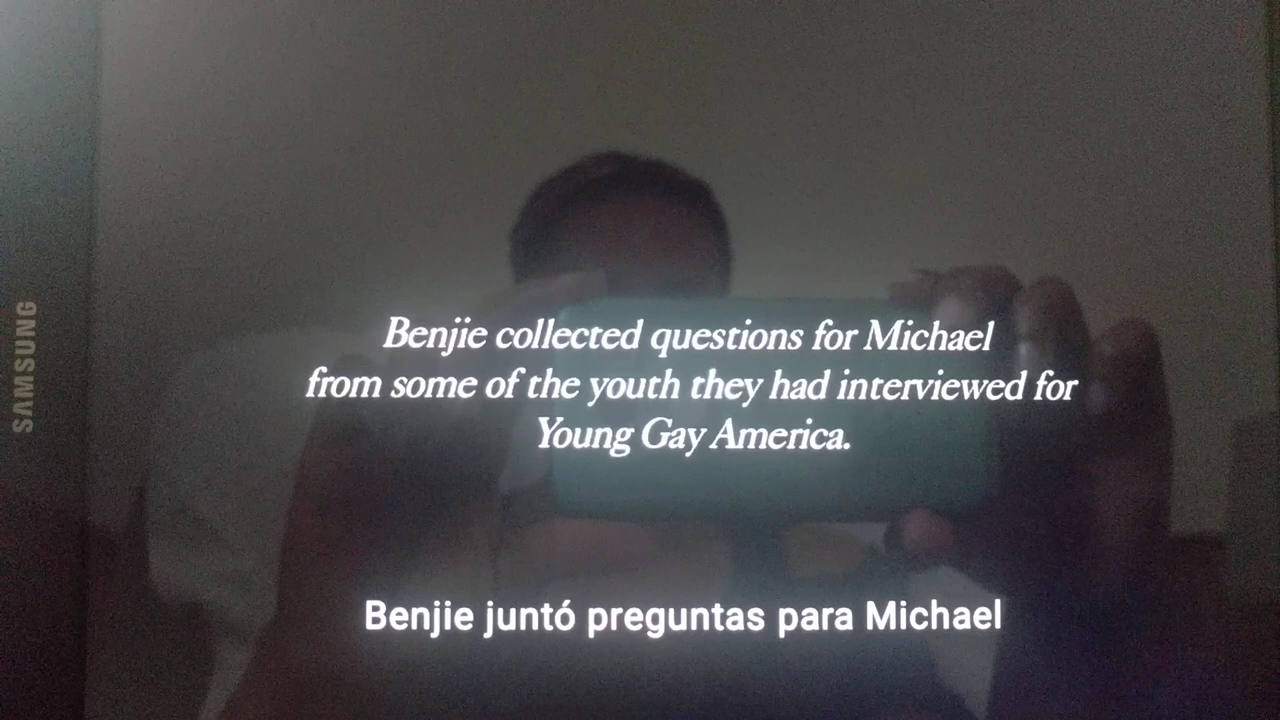 SAMSUNG
Benjie collected questions for Michael
from some of the youth they had interviewed for
Young Gay America.
Benjie juntó preguntas para Michael